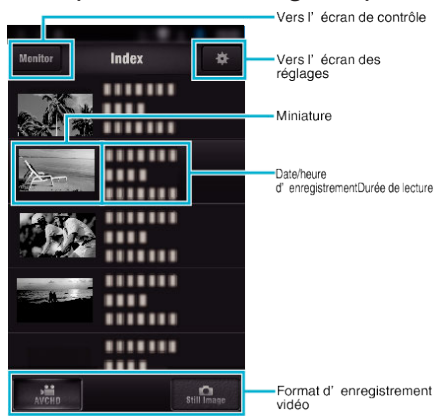 Vers l' écran de contrôle
Monitor
Index
Vers l' écran des
réglages
Miniature
Date/heure
d' enregistrementDurée de lecture
AVCHD
Still Image
Format d' enregistrement
vidéo